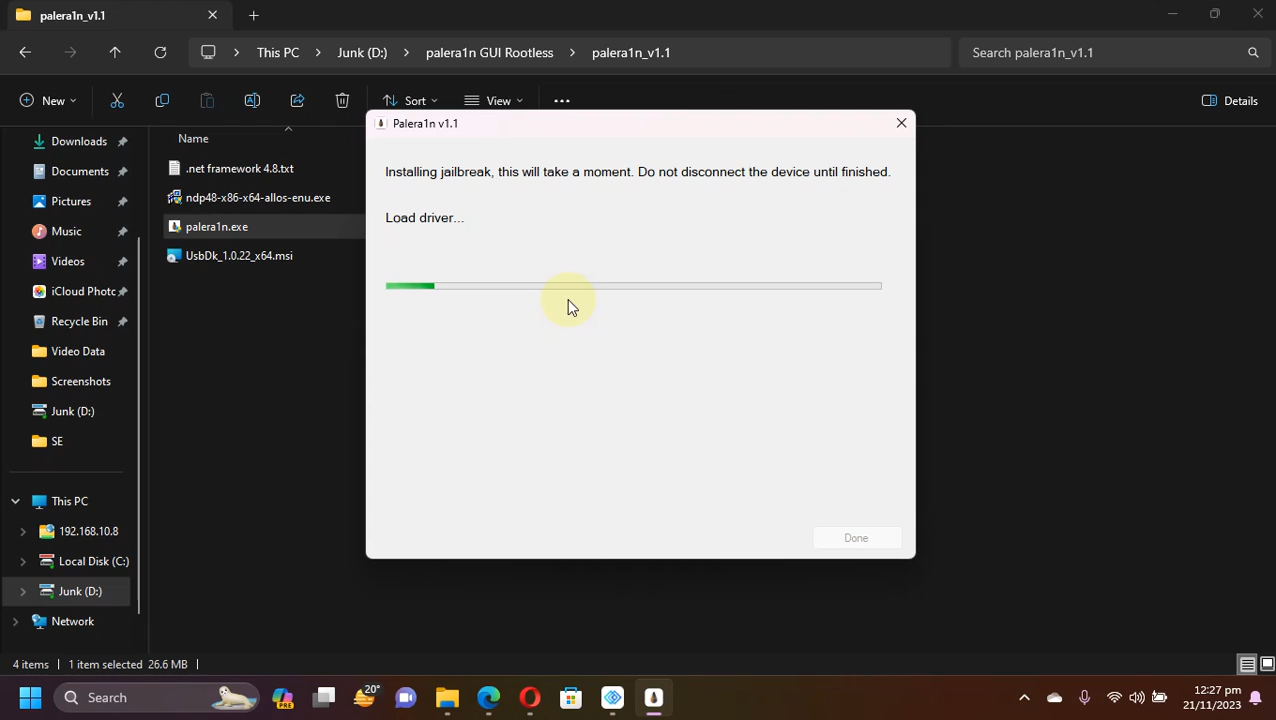 palera1n_v1.1
This PC
Junk (D:)
palera1n GUI Rootless
palera1n_v1.1
Search palera1n_v1.1
New
Sort
View
Details
Downloads
Documents
Pictures
Music
Videos
iCloud Photo
Recycle Bin
Video Data
Screenshots
Junk (D:)
SE
This PC
192.168.10.8
Local Disk (C:)
Junk (D:)
Network
Name
.net framework 4.8.txt
ndp48-x86-x64-allos-enu.exe
palera1n.exe
UsbDk_1.0.22_x64.msi
Palera1n v1.1
Installing jailbreak, this will take a moment. Do not disconnect the device until finished.
Load driver...
Done
4 items
1 item selected 26.6 MB
Search
PRE
20°
12:27 pm
21/11/2023